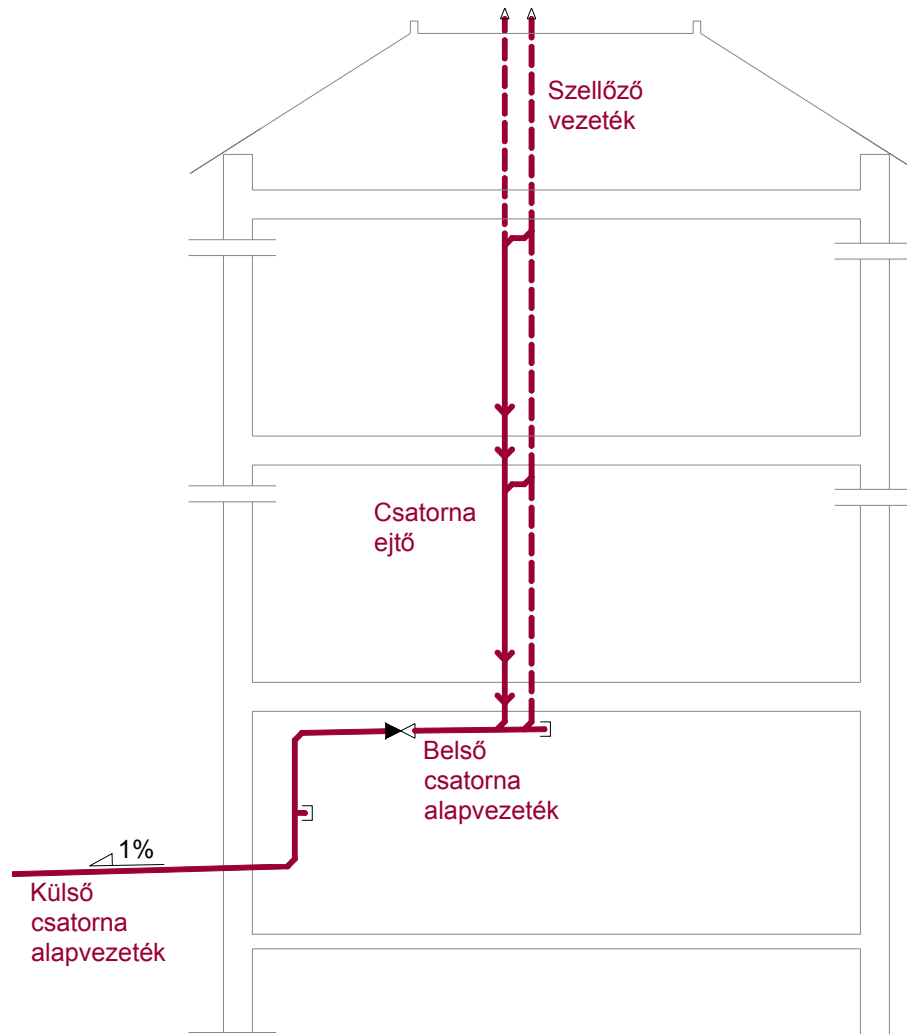 Szellőző
vezeték
Csatorna
ejtő
Belső
csatorna
alapvezeték
1%
Külső
csatorna
alapvezeték